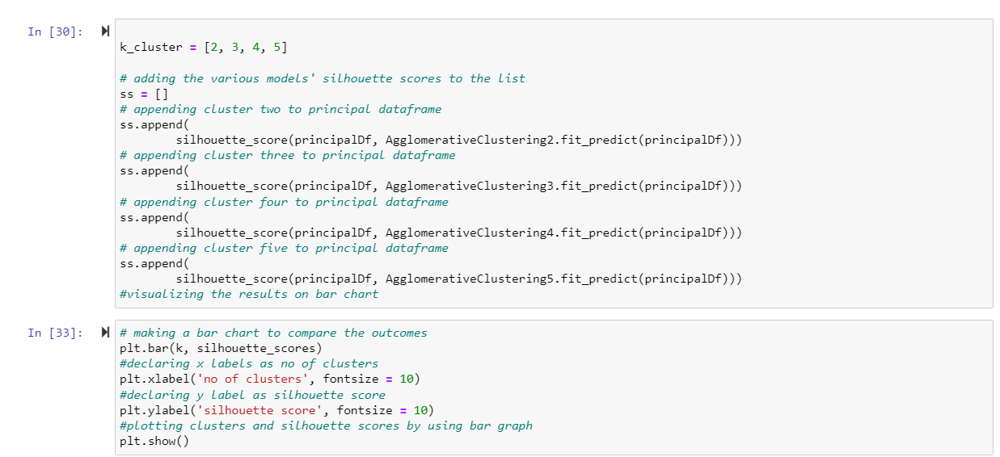 In [30]:
k_cluster = [2, 3, 4, 5]
# adding the various models' silhouette scores to the list
ss = []
# appending cluster two to principal dataframe
ss.append(
        silhouette_score(principalDf, AgglomerativeClustering2.fit_predict(principalDf)))
# appending cluster three to principal dataframe
ss.append(
        silhouette_score(principalDf, AgglomerativeClustering3.fit_predict(principalDf)))
# appending cluster four to principal dataframe
ss.append(
        silhouette_score(principalDf, AgglomerativeClustering4.fit_predict(principalDf)))
# appending cluster five to principal dataframe
ss.append(
        silhouette_score(principalDf, AgglomerativeClustering5.fit_predict(principalDf)))
#visualizing the results on bar chart
In [33]:
# making a bar chart to compare the outcomes
plt.bar(k, silhouette_scores)
#declaring x labels as no of clusters
plt.xlabel('no of clusters', fontsize = 10)
#declaring y label as silhouette score
plt.ylabel('silhouette score', fontsize = 10)
#plotting clusters and silhouette scores by using bar graph
plt.show()